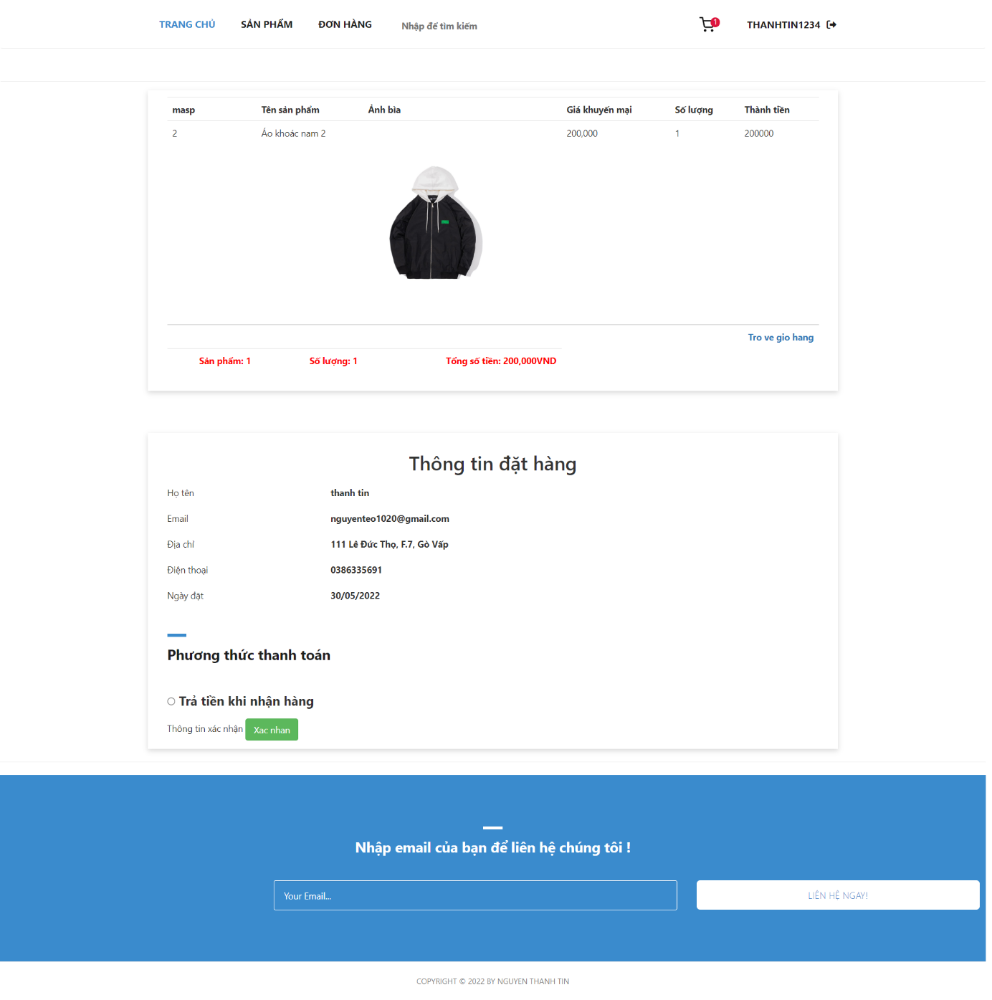 TRANG CHỦ SẢN PHẨM ĐƠN HÀNG Nhập để tìm kiếm 1 THANHTIN1234
masp Tên sản phẩm Ảnh bìa Giá khuyến mại Số lượng Thành tiền
2 Áo khoác nam 2 200,000 1 200000
Tro ve gio hang
Sản phẩm: 1 Số lượng: 1 Tổng số tiền: 200,000VND
Thông tin đặt hàng
Họ tên thanh tin
Email nguyenteo1020@gmail.com
Địa chỉ 111 Lê Đức Thọ, F.7, Gò Vấp
Điện thoại 0386335691
Ngày đặt 30/05/2022
Phương thức thanh toán
Trả tiền khi nhận hàng
Thông tin xác nhận Xac nhan
Nhập email của bạn để liên hệ chúng tôi !
Your Email... LIÊN HỆ NGAY!
COPYRIGHT © 2022 BY NGUYEN THANH TIN